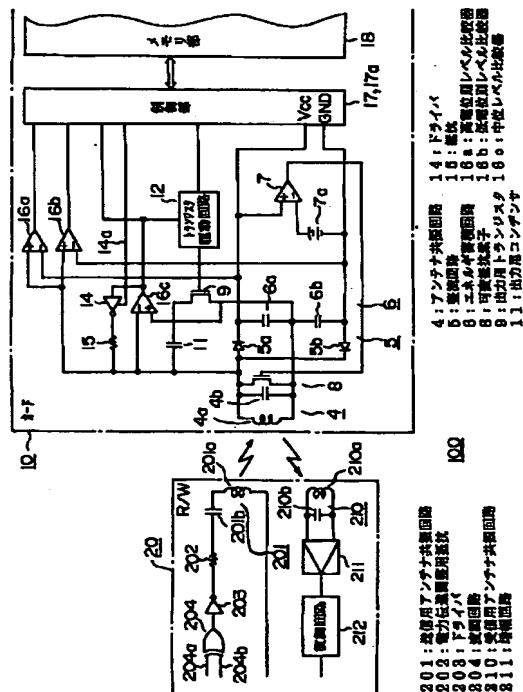 10
カード
4a
4b
4
8
5a
5b
5
6a
6b
6
7
7a
9
11
12
トランジスタ
駆動回路
14
14a
15
16a
16b
16c
制御部
Vcc
GND
17,17a
メモリ部
18
20
R/W
201a
201b
201
202
203
204
204a
204b
210a
210b
210
211
212
復調回路
100
4：アンテナ共振回路
5：整流回路
6：エネルギ蓄積回路
8：可変抵抗素子
9：出力用トランジスタ
11：出力用コンデンサ
14：ドライバ
15：抵抗
16a：高電位側レベル比較器
16b：低電位側レベル比較器
16c：中位レベル比較器
201：送信用アンテナ共振回路
202：電力伝達調整用抵抗
203：ドライバ
204：変調回路
210：受信用アンテナ共振回路
211：増幅回路